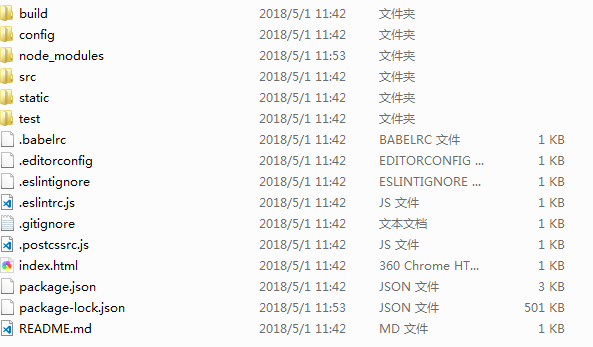 build 2018/5/1 11:42 文件夹
config 2018/5/1 11:42 文件夹
node_modules 2018/5/1 11:53 文件夹
src 2018/5/1 11:42 文件夹
static 2018/5/1 11:42 文件夹
test 2018/5/1 11:42 文件夹
.babelrc 2018/5/1 11:42 BABELRC 文件 1 KB
.editorconfig 2018/5/1 11:42 EDITORCONFIG ... 1 KB
.eslintignore 2018/5/1 11:42 ESLINTIGNORE ... 1 KB
.eslintrc.js 2018/5/1 11:42 JS 文件 1 KB
.gitignore 2018/5/1 11:42 文本文档 1 KB
.postcssrc.js 2018/5/1 11:42 JS 文件 1 KB
index.html 2018/5/1 11:42 360 Chrome HT... 1 KB
package.json 2018/5/1 11:42 JSON 文件 3 KB
package-lock.json 2018/5/1 11:53 JSON 文件 501 KB
README.md 2018/5/1 11:42 MD 文件 1 KB